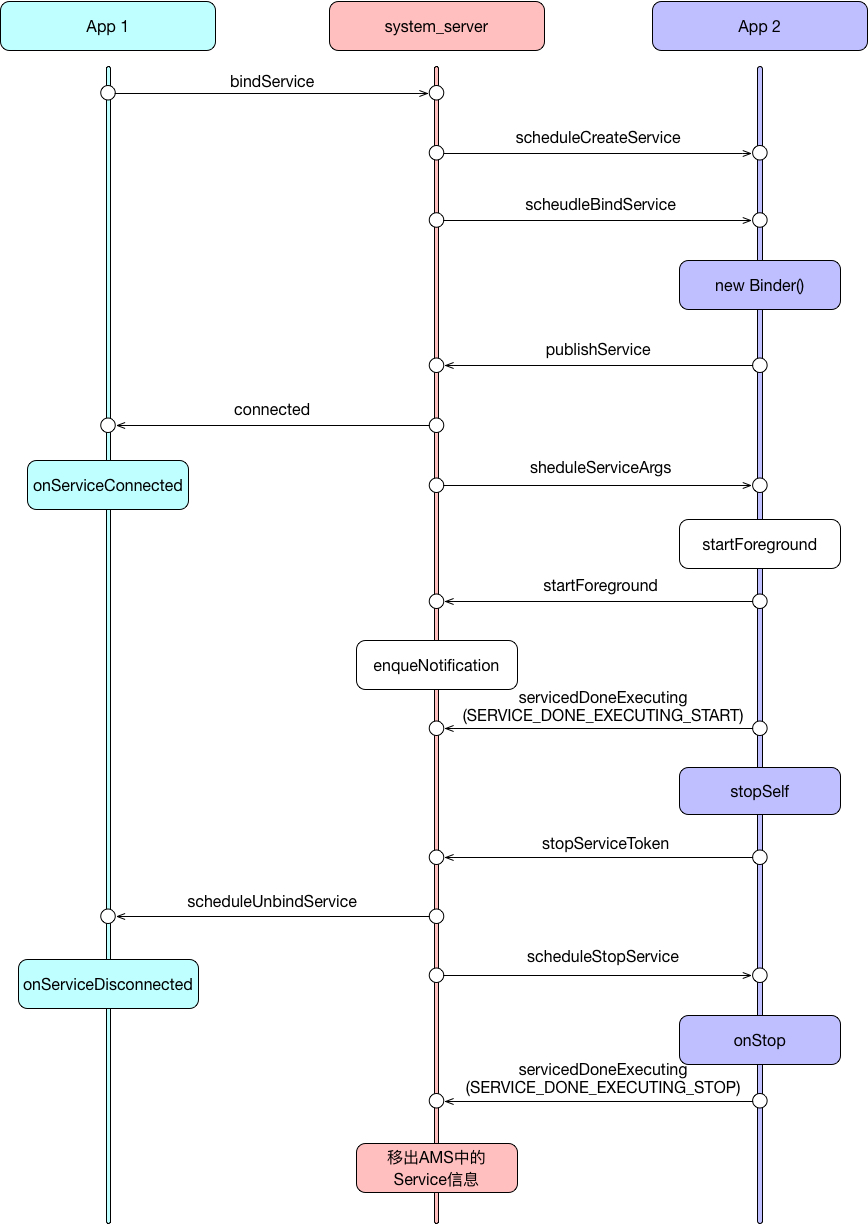 App 1
system_server
App 2
bindService
scheduleCreateService
scheudleBindService
new Binder()
publishService
connected
onServiceConnected
sheduleServiceArgs
startForeground
startForeground
enqueNotification
servicedDoneExecuting
(SERVICE_DONE_EXECUTING_START)
stopSelf
stopServiceToken
scheduleUnbindService
scheduleStopService
onServiceDisconnected
onStop
servicedDoneExecuting
(SERVICE_DONE_EXECUTING_STOP)
移出AMS中的
Service信息